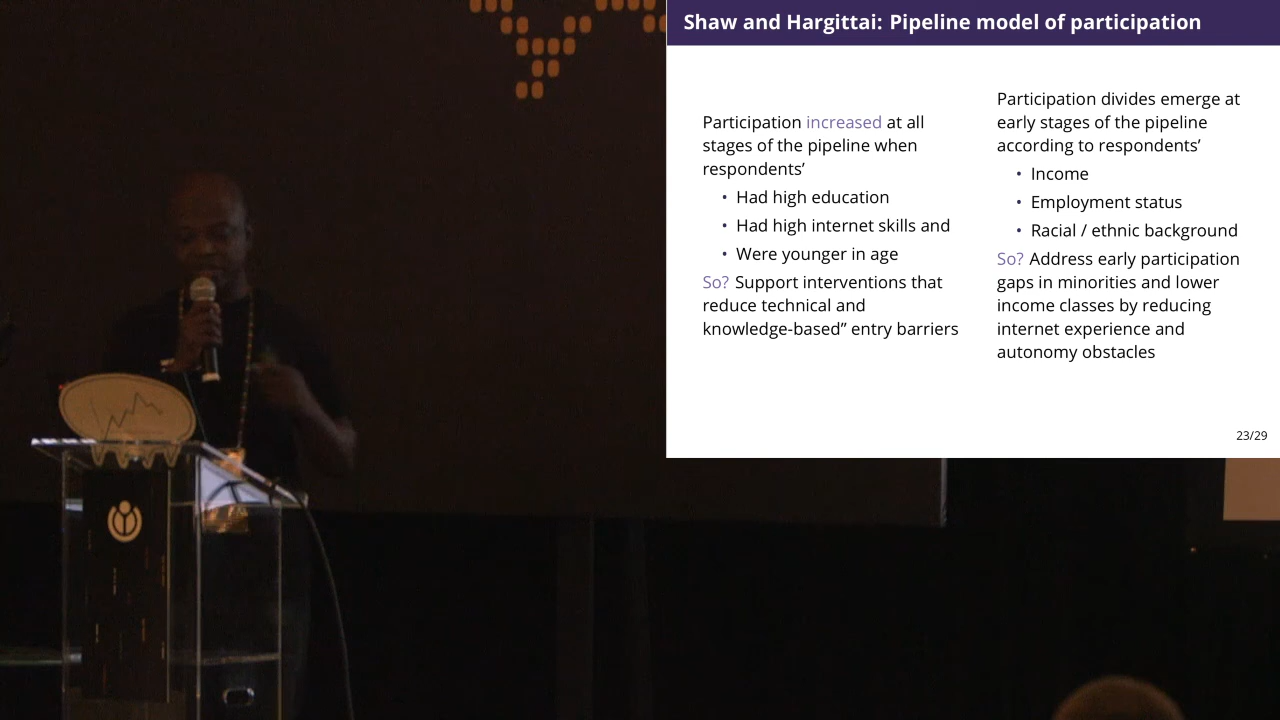 Shaw and Hargittai: Pipeline model of participation
Participation increased at all
stages of the pipeline when
respondents’
• Had high education
• Had high internet skills and
• Were younger in age
So? Support interventions that
reduce technical and
knowledge-based” entry barriers
Participation divides emerge at
early stages of the pipeline
according to respondents’
• Income
• Employment status
• Racial / ethnic background
So? Address early participation
gaps in minorities and lower
income classes by reducing
internet experience and
autonomy obstacles
23/29